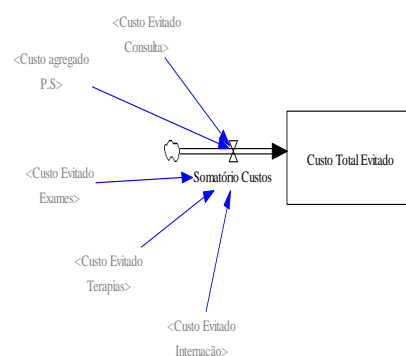 <Custo Evitado
Consulta>
<Custo agregado
P.S>
Custo Total Evitado
<Custo Evitado
Exames>
Somatório Custos
<Custo Evitado
Terapias>
<Custo Evitado
Internação>